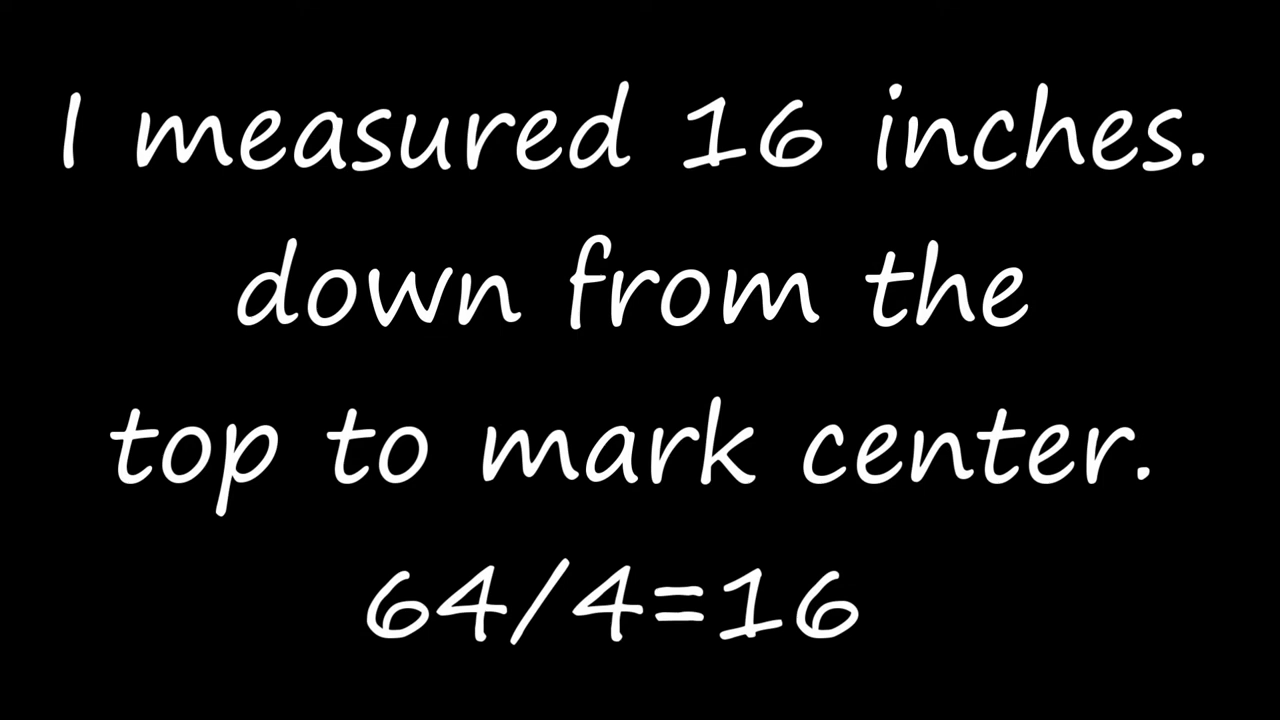 I measured 16 inches.
down from the
top to mark center.
64/4=16